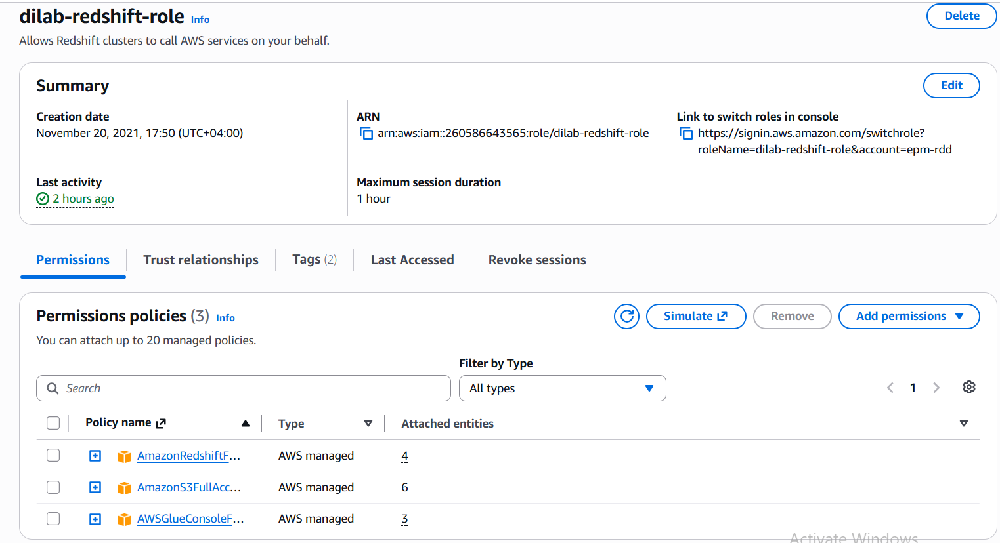 dilab-redshift-role Info
Delete
Allows Redshift clusters to call AWS services on your behalf.
Summary
Edit
Creation date
November 20, 2021, 17:50 (UTC+04:00)
ARN
arn:aws:iam::260586643565:role/dilab-redshift-role
Link to switch roles in console
https://signin.aws.amazon.com/switchrole?
roleName=dilab-redshift-role&account=epm-rdd
Last activity
2 hours ago
Maximum session duration
1 hour
Permissions
Trust relationships
Tags (2)
Last Accessed
Revoke sessions
Permissions policies (3) Info
Simulate
Remove
Add permissions
You can attach up to 20 managed policies.
Filter by Type
Search
All types
1
Policy name
Type
Attached entities
AmazonRedshiftF... AWS managed 4
AmazonS3FullAcc... AWS managed 6
AWSGlueConsoleF... AWS managed 3
Activate Windows